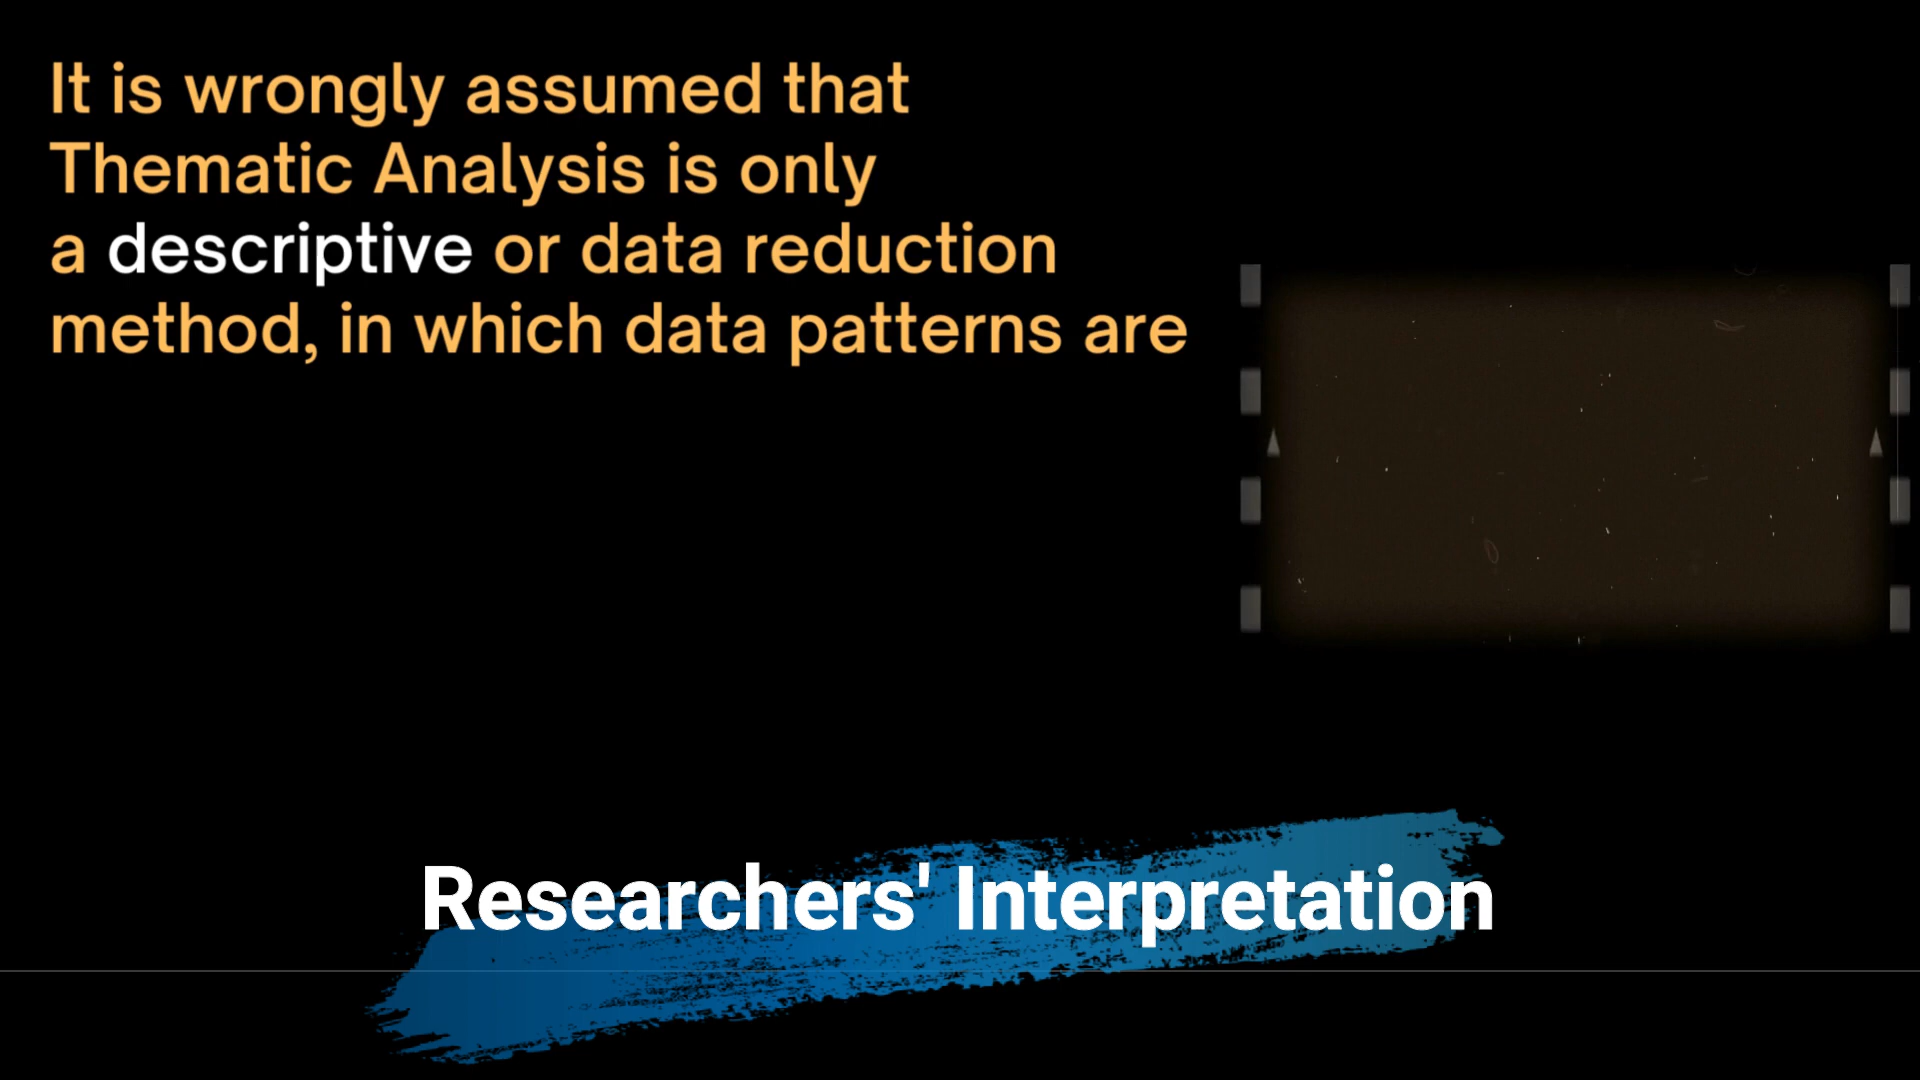 It is wrongly assumed that
Thematic Analysis is only
a descriptive or data reduction
method, in which data patterns are
Researchers' Interpretation